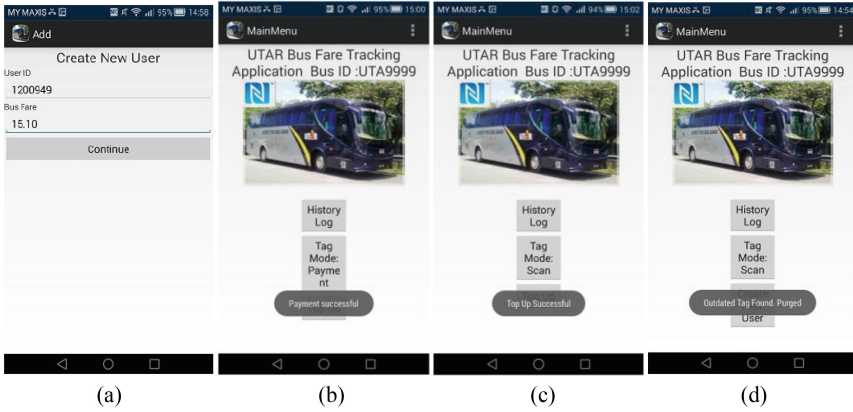 MY MAXIS 95% 14:58
Add
Create New User
User ID
1200949
Bus Fare
15.10
Continue
(a)
MY MAXIS 95% 15:00
MainMenu
UTAR Bus Fare Tracking
Application Bus ID :UTA9999
N
History
Log
Tag
Mode:
Payme
nt
Payment successful
(b)
MY MAXIS 94% 15:02
MainMenu
UTAR Bus Fare Tracking
Application Bus ID :UTA9999
N
History
Log
Tag
Mode:
Scan
Top Up Successful
(c)
MY MAXIS 95% 14:54
MainMenu
UTAR Bus Fare Tracking
Application Bus ID :UTA9999
N
History
Log
Tag
Mode:
Scan
Create
Outdated Tag Found. Purged
User
(d)